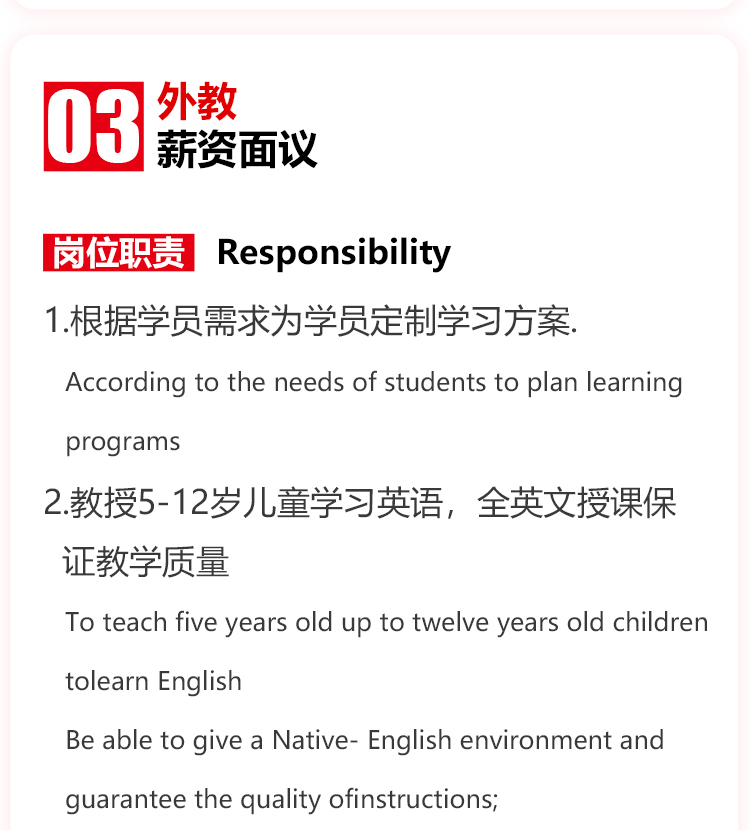 03
外教
薪资面议
岗位职责 Responsibility
1.根据学员需求为学员定制学习方案.
According to the needs of students to plan learning
programs
2.教授5-12岁儿童学习英语，全英文授课保
证教学质量
To teach five years old up to twelve years old children
tolearn English
Be able to give a Native- English environment and
guarantee the quality ofinstructions;